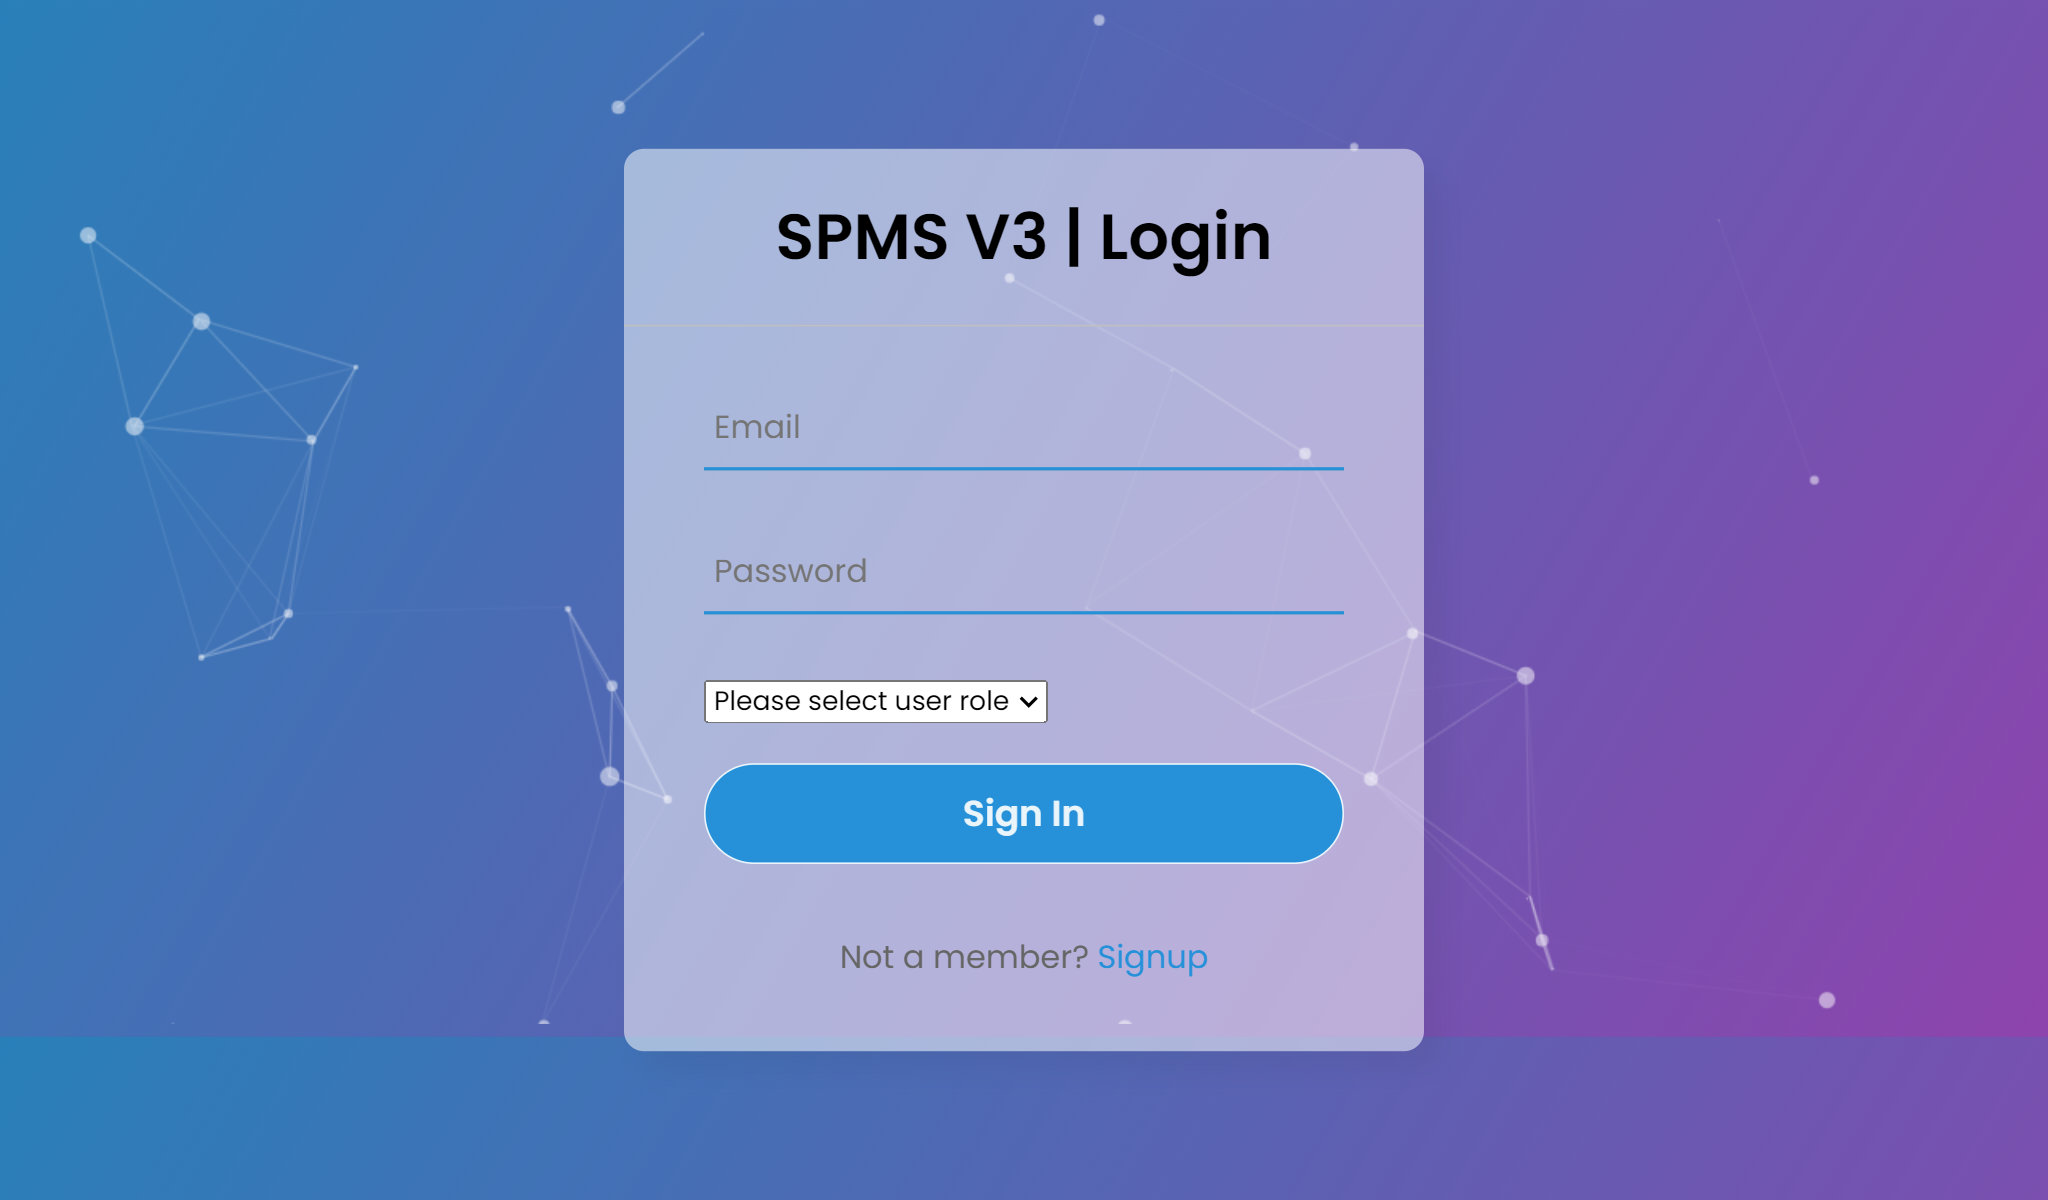 SPMS V3 | Login
Email
Password
Please select user role
Sign In
Not a member? Signup